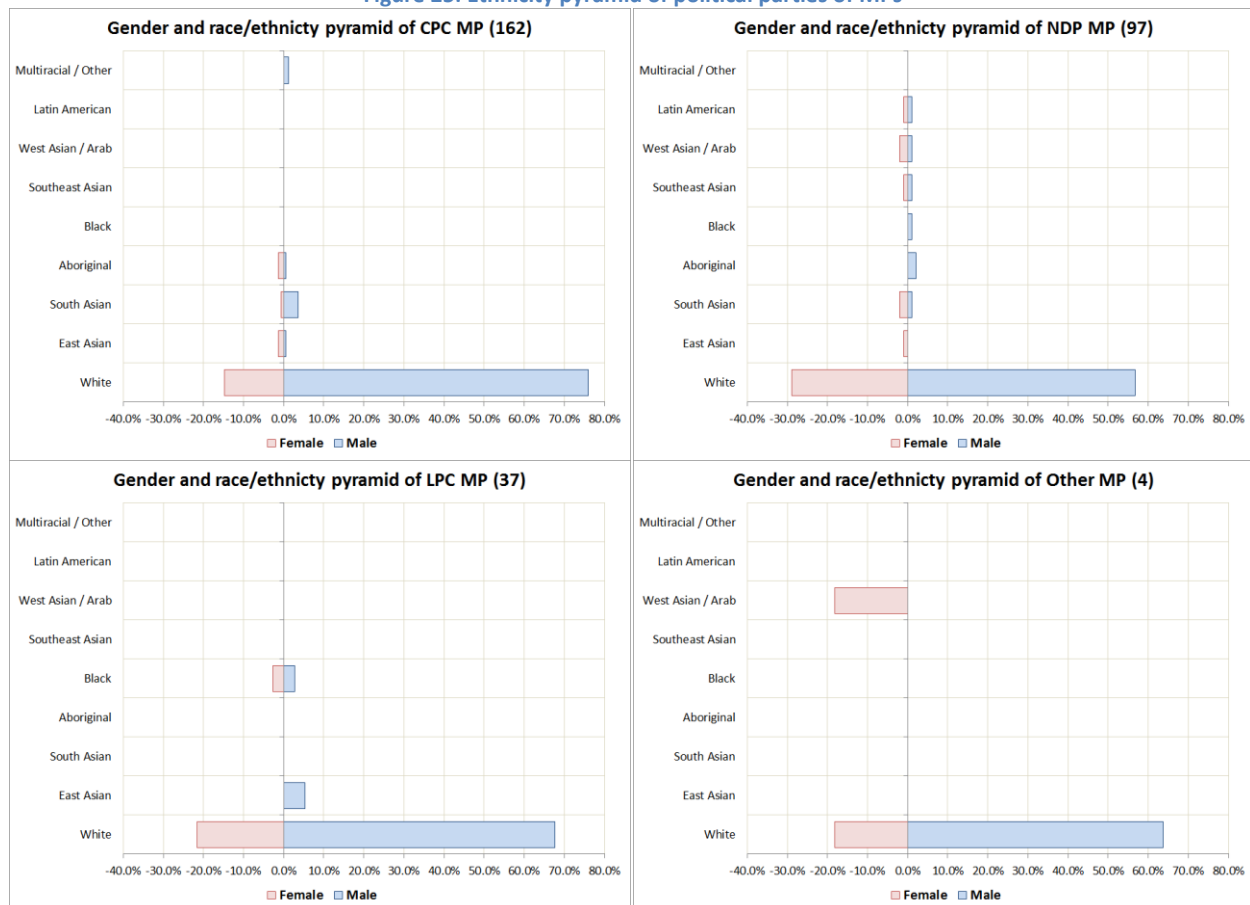 Figure 25: Ethnicity pyramid of political parties of MPs
Gender and race/ethnicty pyramid of CPC MP (162)
Multiracial / Other
Latin American
West Asian / Arab
Southeast Asian
Black
Aboriginal
South Asian
East Asian
White
-40.0% -30.0% -20.0% -10.0% 0.0% 10.0% 20.0% 30.0% 40.0% 50.0% 60.0% 70.0% 80.0%
Female Male
Gender and race/ethnicty pyramid of NDP MP (97)
Multiracial / Other
Latin American
West Asian / Arab
Southeast Asian
Black
Aboriginal
South Asian
East Asian
White
-40.0% -30.0% -20.0% -10.0% 0.0% 10.0% 20.0% 30.0% 40.0% 50.0% 60.0% 70.0% 80.0%
Female Male
Gender and race/ethnicty pyramid of LPC MP (37)
Multiracial / Other
Latin American
West Asian / Arab
Southeast Asian
Black
Aboriginal
South Asian
East Asian
White
-40.0% -30.0% -20.0% -10.0% 0.0% 10.0% 20.0% 30.0% 40.0% 50.0% 60.0% 70.0% 80.0%
Female Male
Gender and race/ethnicty pyramid of Other MP (4)
Multiracial / Other
Latin American
West Asian / Arab
Southeast Asian
Black
Aboriginal
South Asian
East Asian
White
-40.0% -30.0% -20.0% -10.0% 0.0% 10.0% 20.0% 30.0% 40.0% 50.0% 60.0% 70.0% 80.0%
Female Male